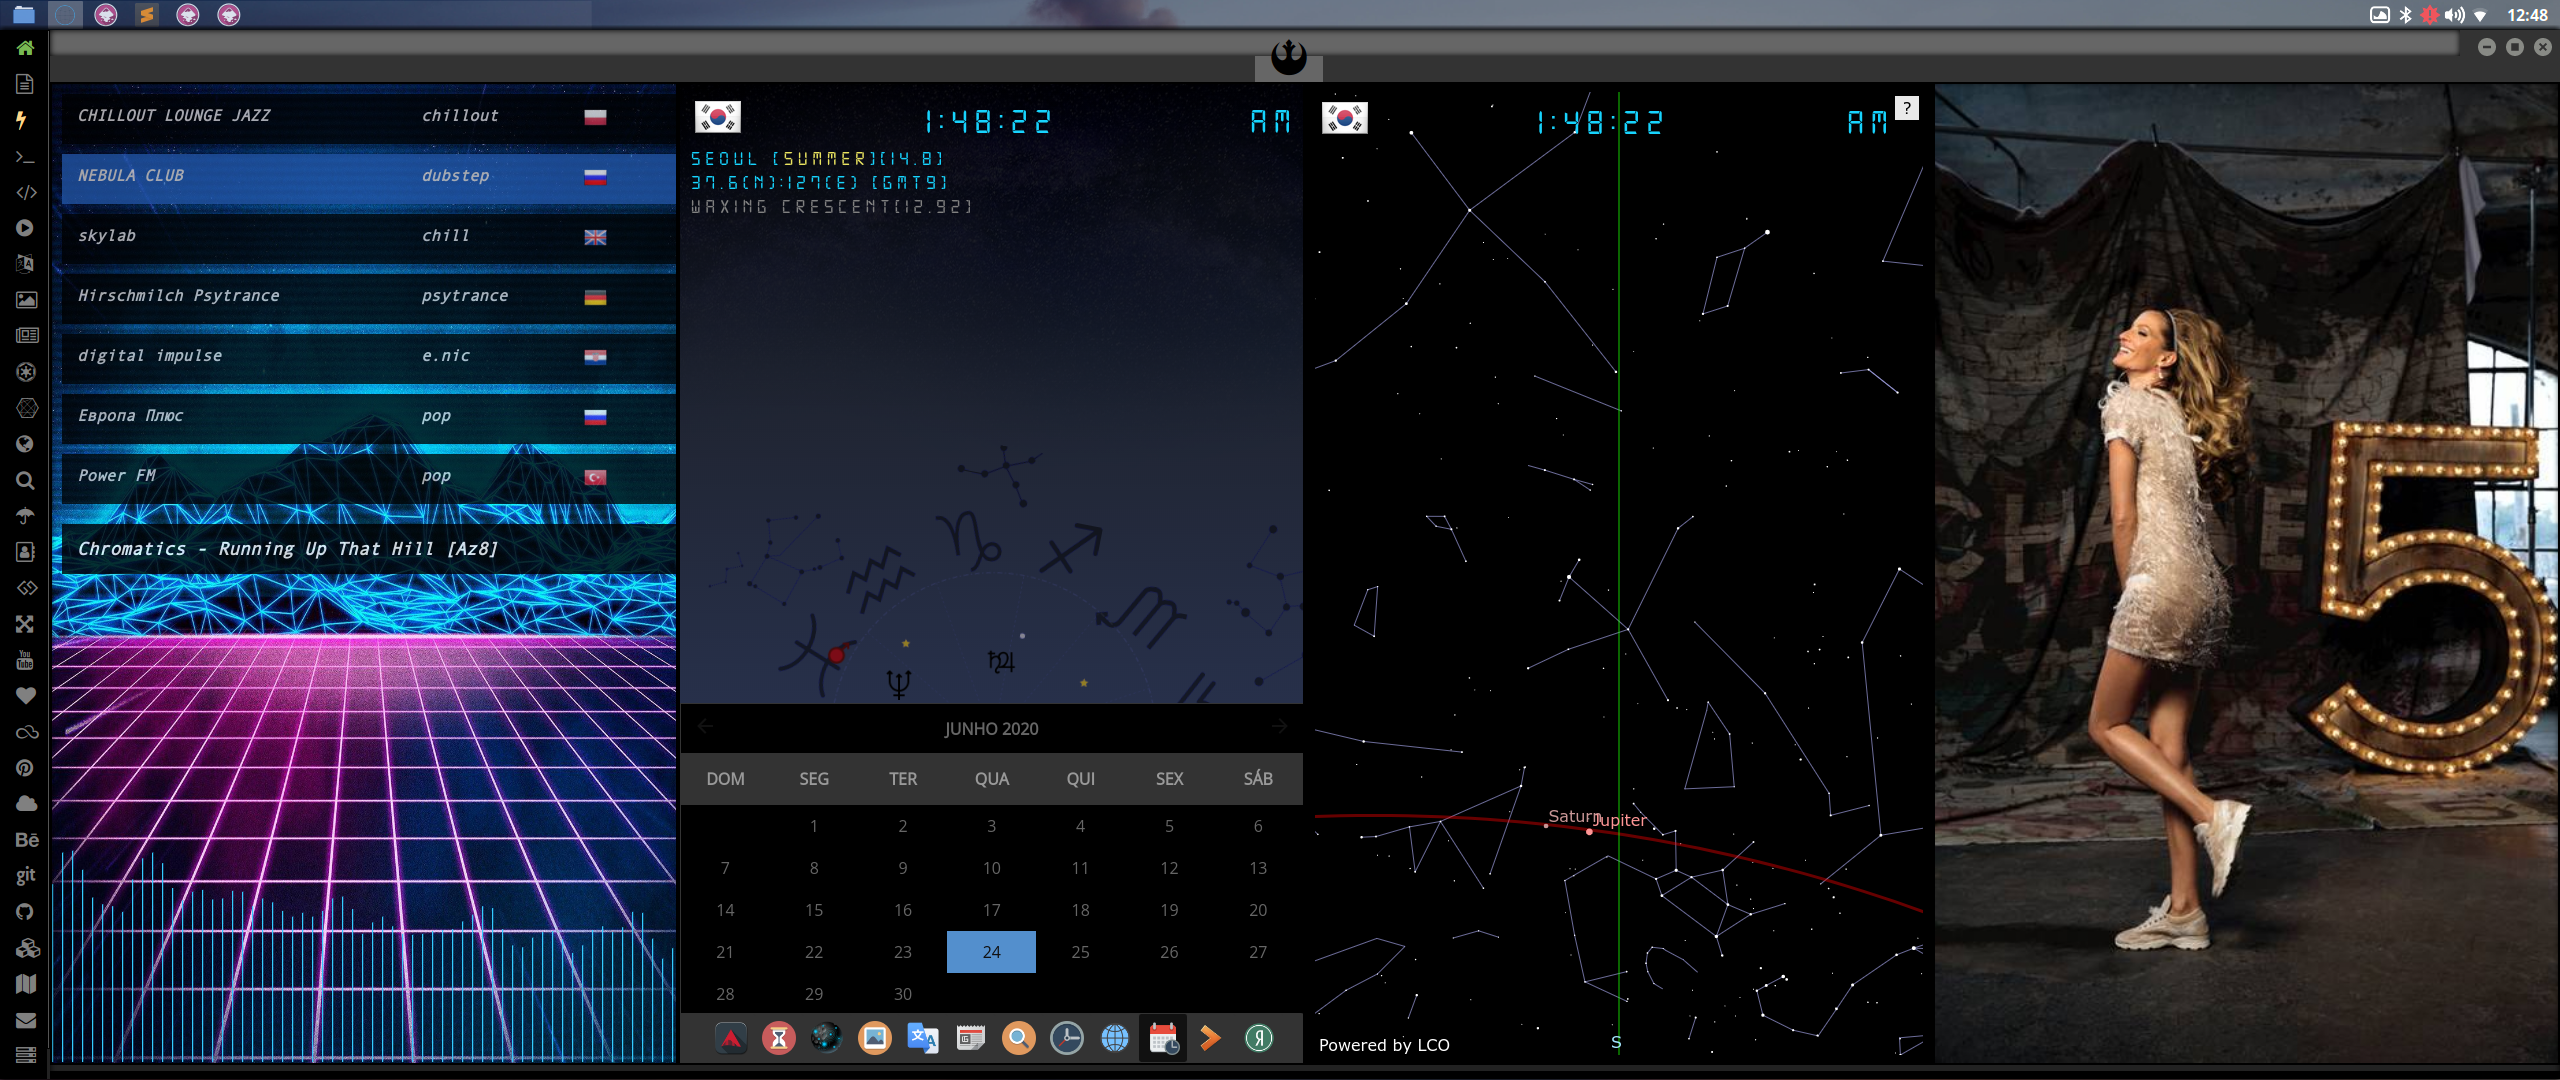 12:48
CHILLOUT LOUNGE JAZZ chillout
NEBULA CLUB dubstep
skylab chill
Hirschmilch Psytrance psytrance
digital impulse e.nic
Европа Плюс pop
Power FM pop
Chromatics - Running Up That Hill [Az8]
1:48:22 AM
SEOUL [SUMMER][14.8]
37.6(N):127(E) [GMT9]
WAXING CRESCENT[12.92]
JUNHO 2020
DOM SEG TER QUA QUI SEX SÁB
1 2 3 4 5 6
7 8 9 10 11 12 13
14 15 16 17 18 19 20
21 22 23 24 25 26 27
28 29 30
1:48:22 AM
?
Saturn
Jupiter
Powered by LCO
S
You
Tube
Bē
git
5